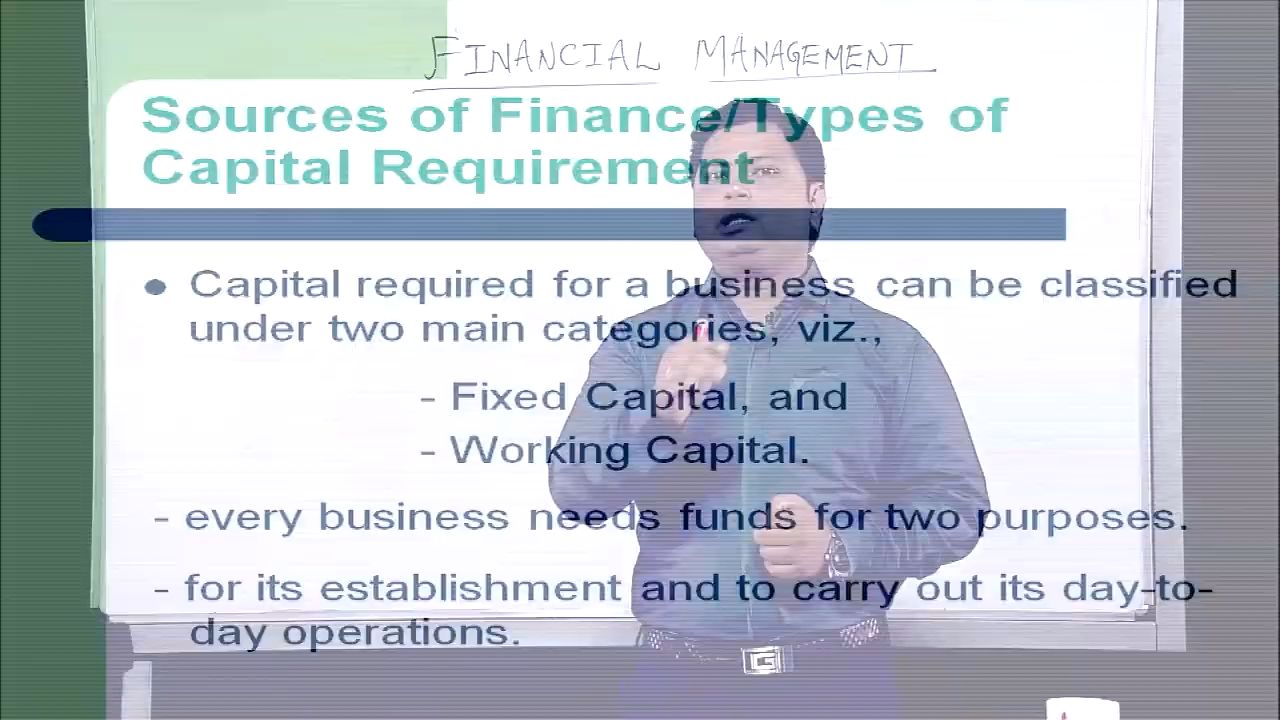 FINANCIAL MANAGEMENT
Sources of Finance/Types of
Capital Requirement
• Capital required for a business can be classified
under two main categories, viz.,
- Fixed Capital, and
- Working Capital.
- every business needs funds for two purposes.
- for its establishment and to carry out its day-to-
day operations.
G